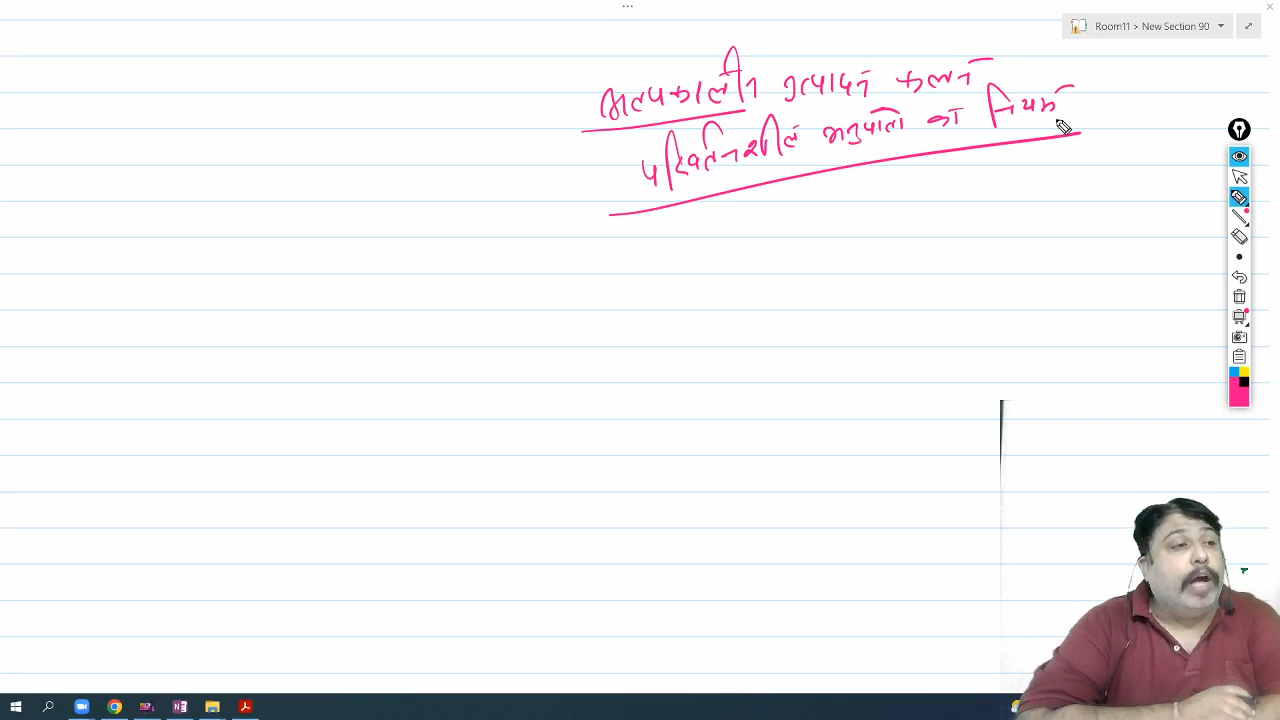 Room11 > New Section 90
अल्पकालीन उत्पादन फलन
परिवर्तनशील अनुपातो का नियम